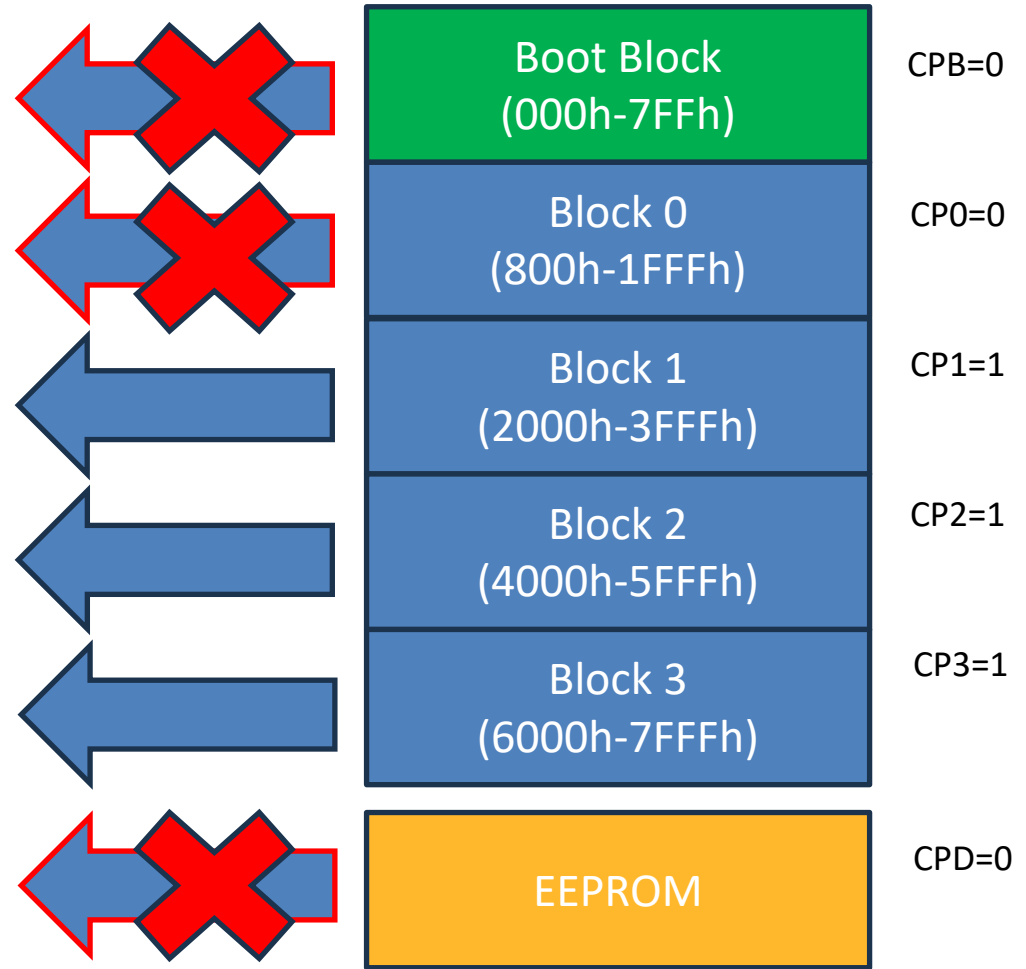 Boot Block
(000h-7FFh)
CPB=0
Block 0
(800h-1FFFh)
CP0=0
Block 1
(2000h-3FFFh)
CP1=1
Block 2
(4000h-5FFFh)
CP2=1
Block 3
(6000h-7FFFh)
CP3=1
EEPROM
CPD=0